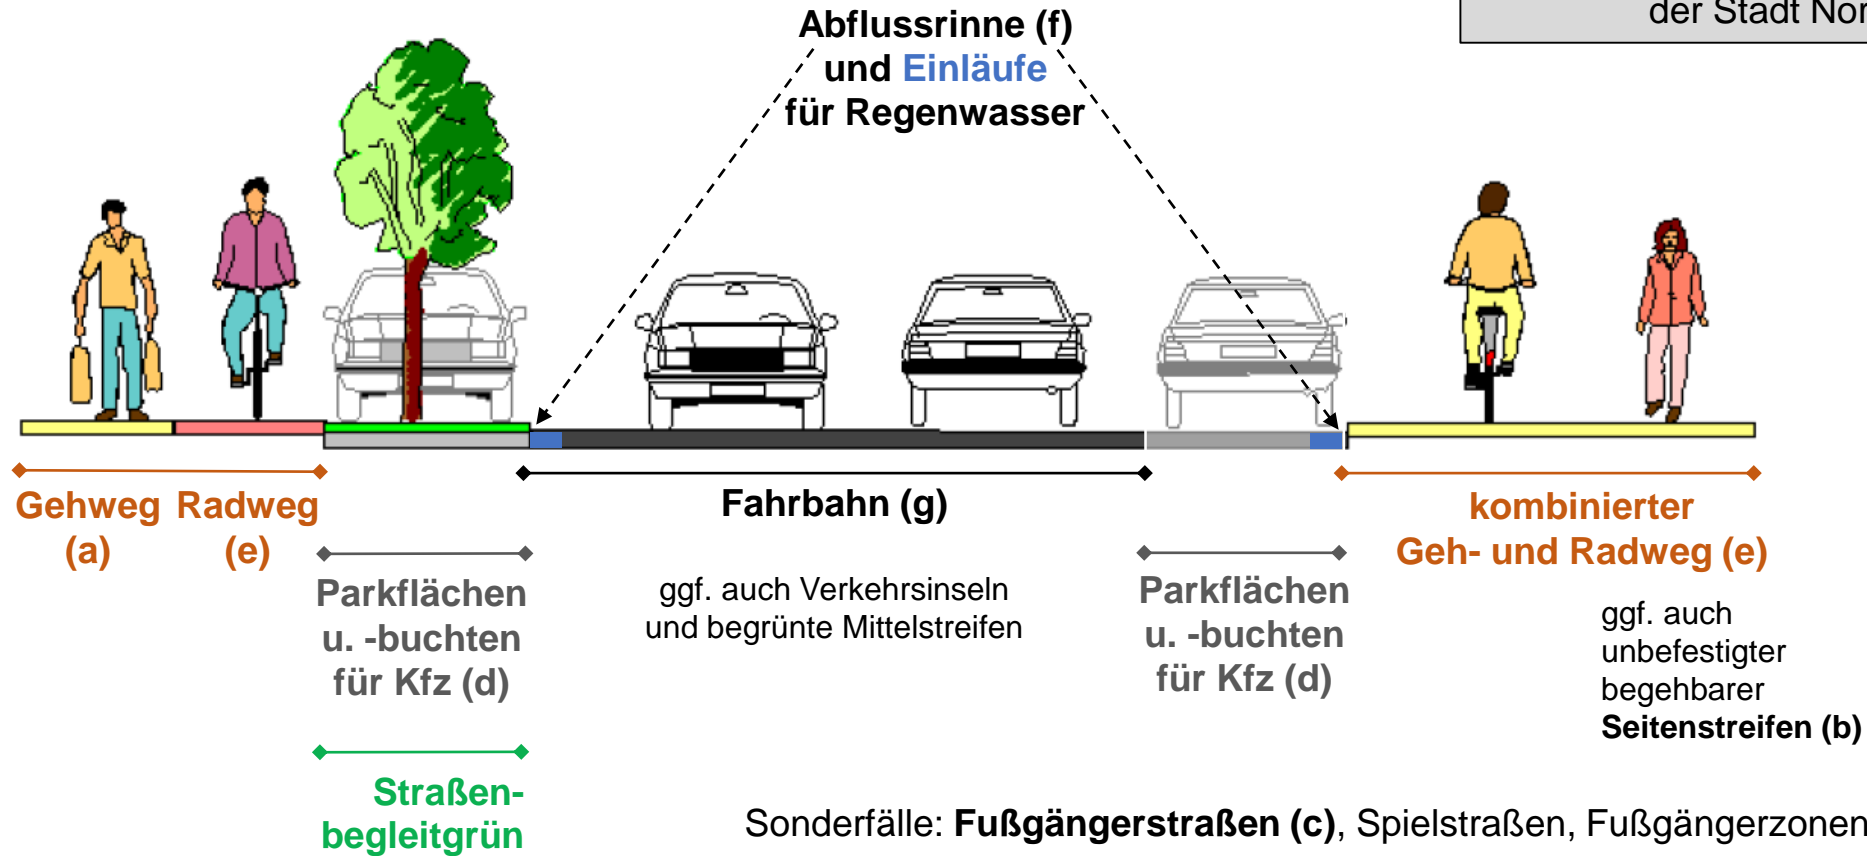 der Stadt Nor
Abflussrinne (f)
und Einläufe
für Regenwasser
Gehweg
(a)
Radweg
(e)
Fahrbahn (g)
kombinierter
Geh- und Radweg (e)
Parkflächen
u. -buchten
für Kfz (d)
ggf. auch Verkehrsinseln
und begrünte Mittelstreifen
Parkflächen
u. -buchten
für Kfz (d)
ggf. auch
unbefestigter
begehbarer
Seitenstreifen (b)
Straßen-
begleitgrün
Sonderfälle: Fußgängerstraßen (c), Spielstraßen, Fußgängerzonen